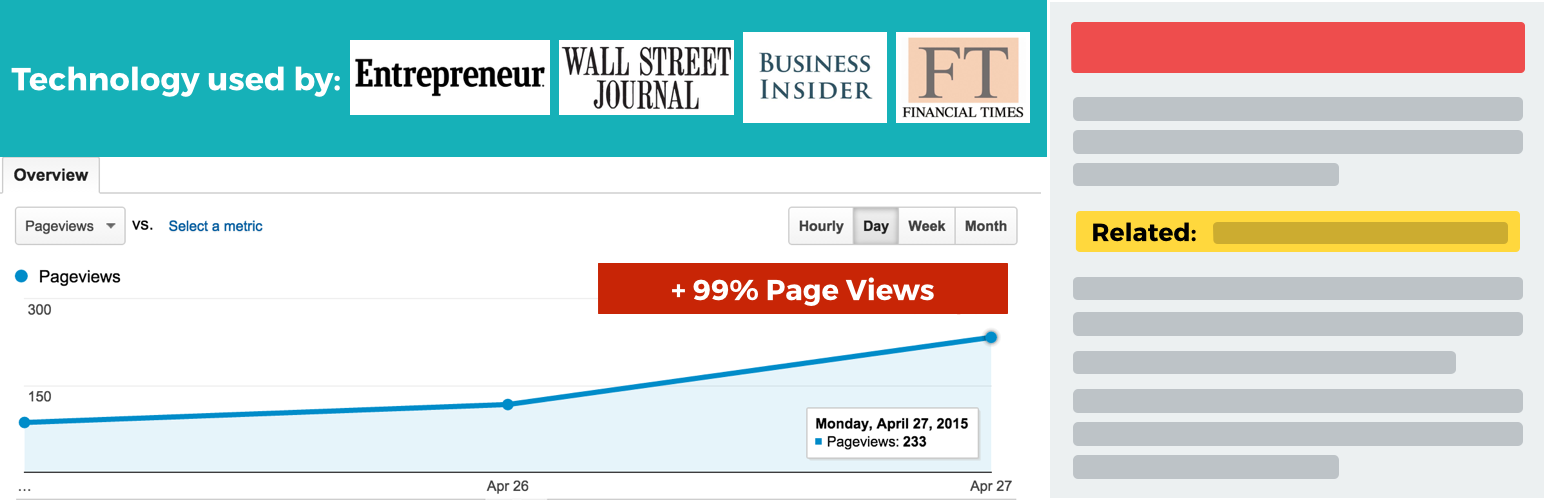 Technology used by:
Entrepreneur
WALL STREET
JOURNAL
BUSINESS
INSIDER
FT
FINANCIAL TIMES
Overview
Pageviews vs. Select a metric
Hourly Day Week Month
Pageviews
+ 99% Page Views
300
150
Monday, April 27, 2015
Pageviews: 233
... Apr 26 Apr 27
Related: